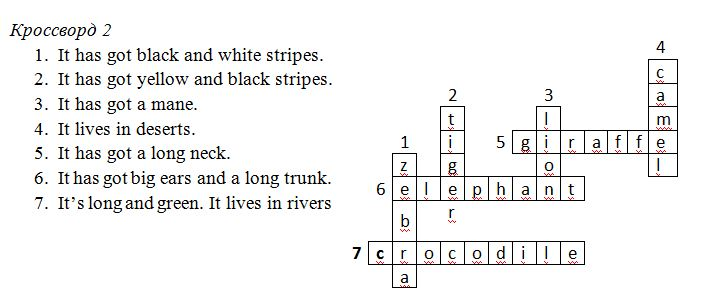 Кроссворд 2
1. It has got black and white stripes.
2. It has got yellow and black stripes.
3. It has got a mane.
4. It lives in deserts.
5. It has got a long neck.
6. It has got big ears and a long trunk.
7. It's long and green. It lives in rivers
4
c
2 3 a
t l m
1 i 5 g i r a f f e
z g o l
6 e l e p h a n t
b r
7 c r o c o d i l e
a